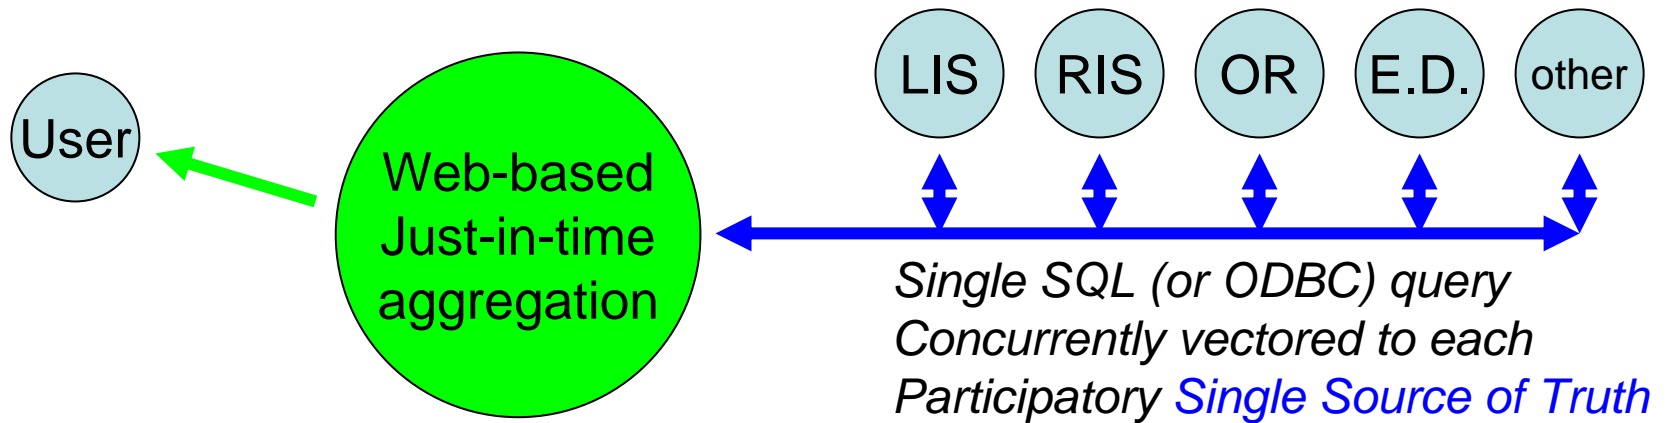 LIS RIS OR E.D. other
User
Web-based
Just-in-time
aggregation
Single SQL (or ODBC) query
Concurrently vectored to each
Participatory Single Source of Truth